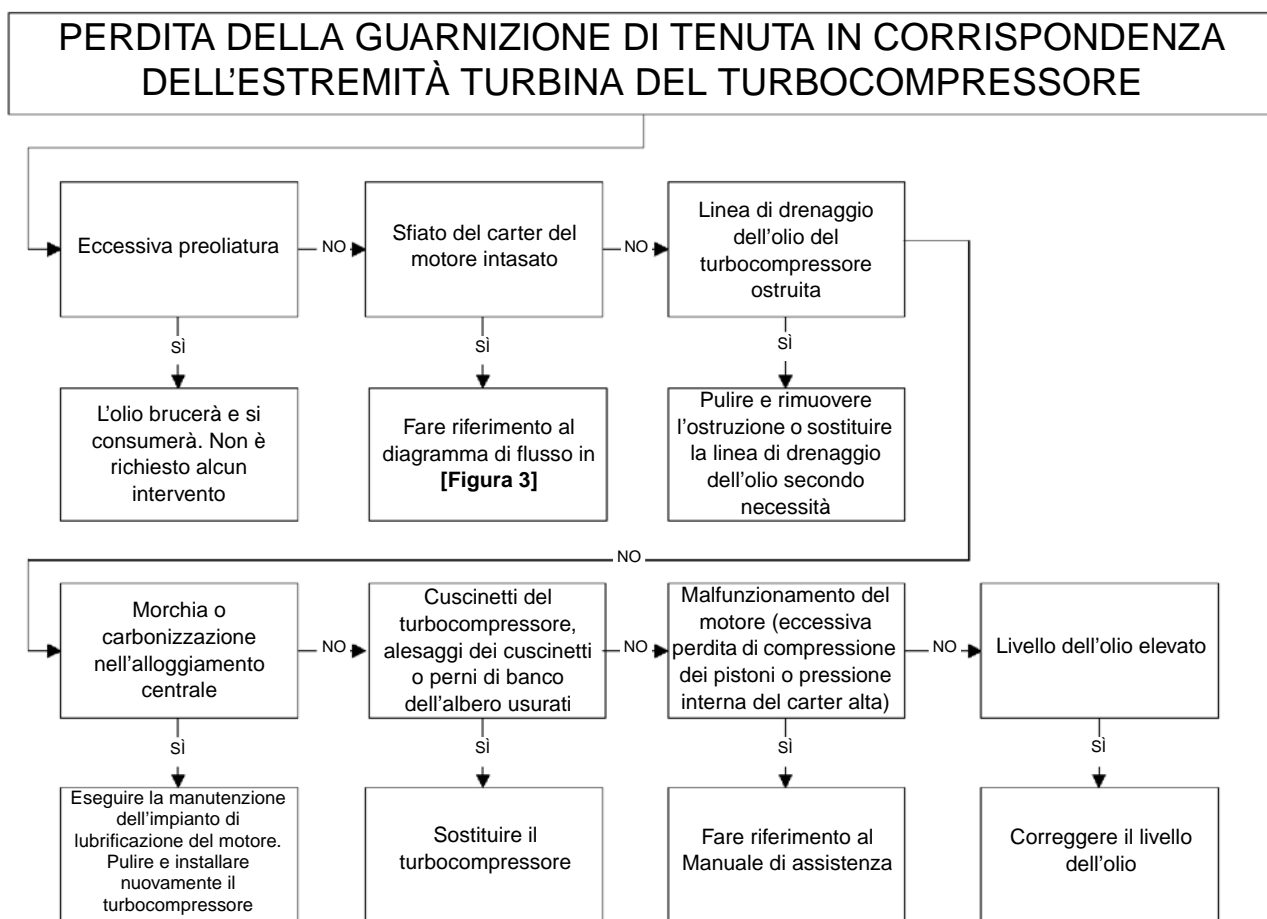 PERDITA DELLA GUARNIZIONE DI TENUTA IN CORRISPONDENZA
DELL'ESTREMITÀ TURBINA DEL TURBOCOMPRESSORE
Eccessiva preoliatura
NO
Sfiato del carter del
motore intasato
NO
Linea di drenaggio
dell'olio del
turbocompressore
ostruita
SÌ
SÌ
SÌ
L'olio brucerà e si
consumerà. Non è
richiesto alcun
intervento
Fare riferimento al
diagramma di flusso in
[Figura 3]
Pulire e rimuovere
l'ostruzione o sostituire
la linea di drenaggio
dell'olio secondo
necessità
NO
Morchia o
carbonizzazione
nell'alloggiamento
centrale
NO
Cuscinetti del
turbocompressore,
alesaggi dei cuscinetti
o perni di banco
dell'albero usurati
NO
Malfunzionamento del
motore (eccessiva
perdita di compressione
dei pistoni o pressione
interna del carter alta)
NO
Livello dell'olio elevato
SÌ
SÌ
SÌ
SÌ
Eseguire la manutenzione
dell'impianto di
lubrificazione del motore.
Pulire e installare
nuovamente il
turbocompressore
Sostituire il
turbocompressore
Fare riferimento al
Manuale di assistenza
Correggere il livello
dell'olio